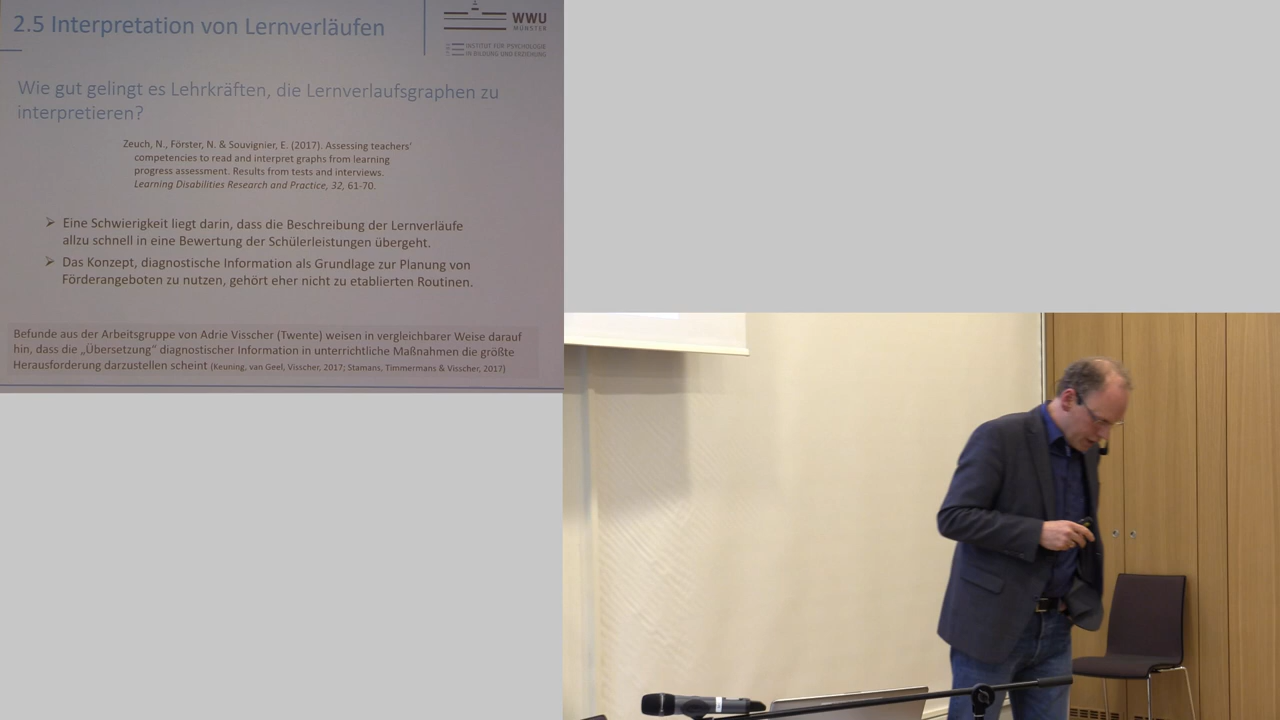 2.5 Interpretation von Lernverläufen
WWU
MÜNSTER
INSTITUT FÜR PSYCHOLOGIE
IN BILDUNG UND ERZIEHUNG
Wie gut gelingt es Lehrkräften, die Lernverlaufsgraphen zu
interpretieren?
Zeuch, N., Förster, N. & Souvignier, E. (2017). Assessing teachers'
competencies to read and interpret graphs from learning
progress assessment. Results from tests and interviews.
Learning Disabilities Research and Practice, 32, 61-70.
➢ Eine Schwierigkeit liegt darin, dass die Beschreibung der Lernverläufe
allzu schnell in eine Bewertung der Schülerleistungen übergeht.
➢ Das Konzept, diagnostische Information als Grundlage zur Planung von
Förderangeboten zu nutzen, gehört eher nicht zu etablierten Routinen.
Befunde aus der Arbeitsgruppe von Adrie Visscher (Twente) weisen in vergleichbarer Weise darauf
hin, dass die „Übersetzung" diagnostischer Information in unterrichtliche Maßnahmen die größte
Herausforderung darzustellen scheint (Keuning, van Geel, Visscher, 2017; Stamans, Timmermans & Visscher, 2017)